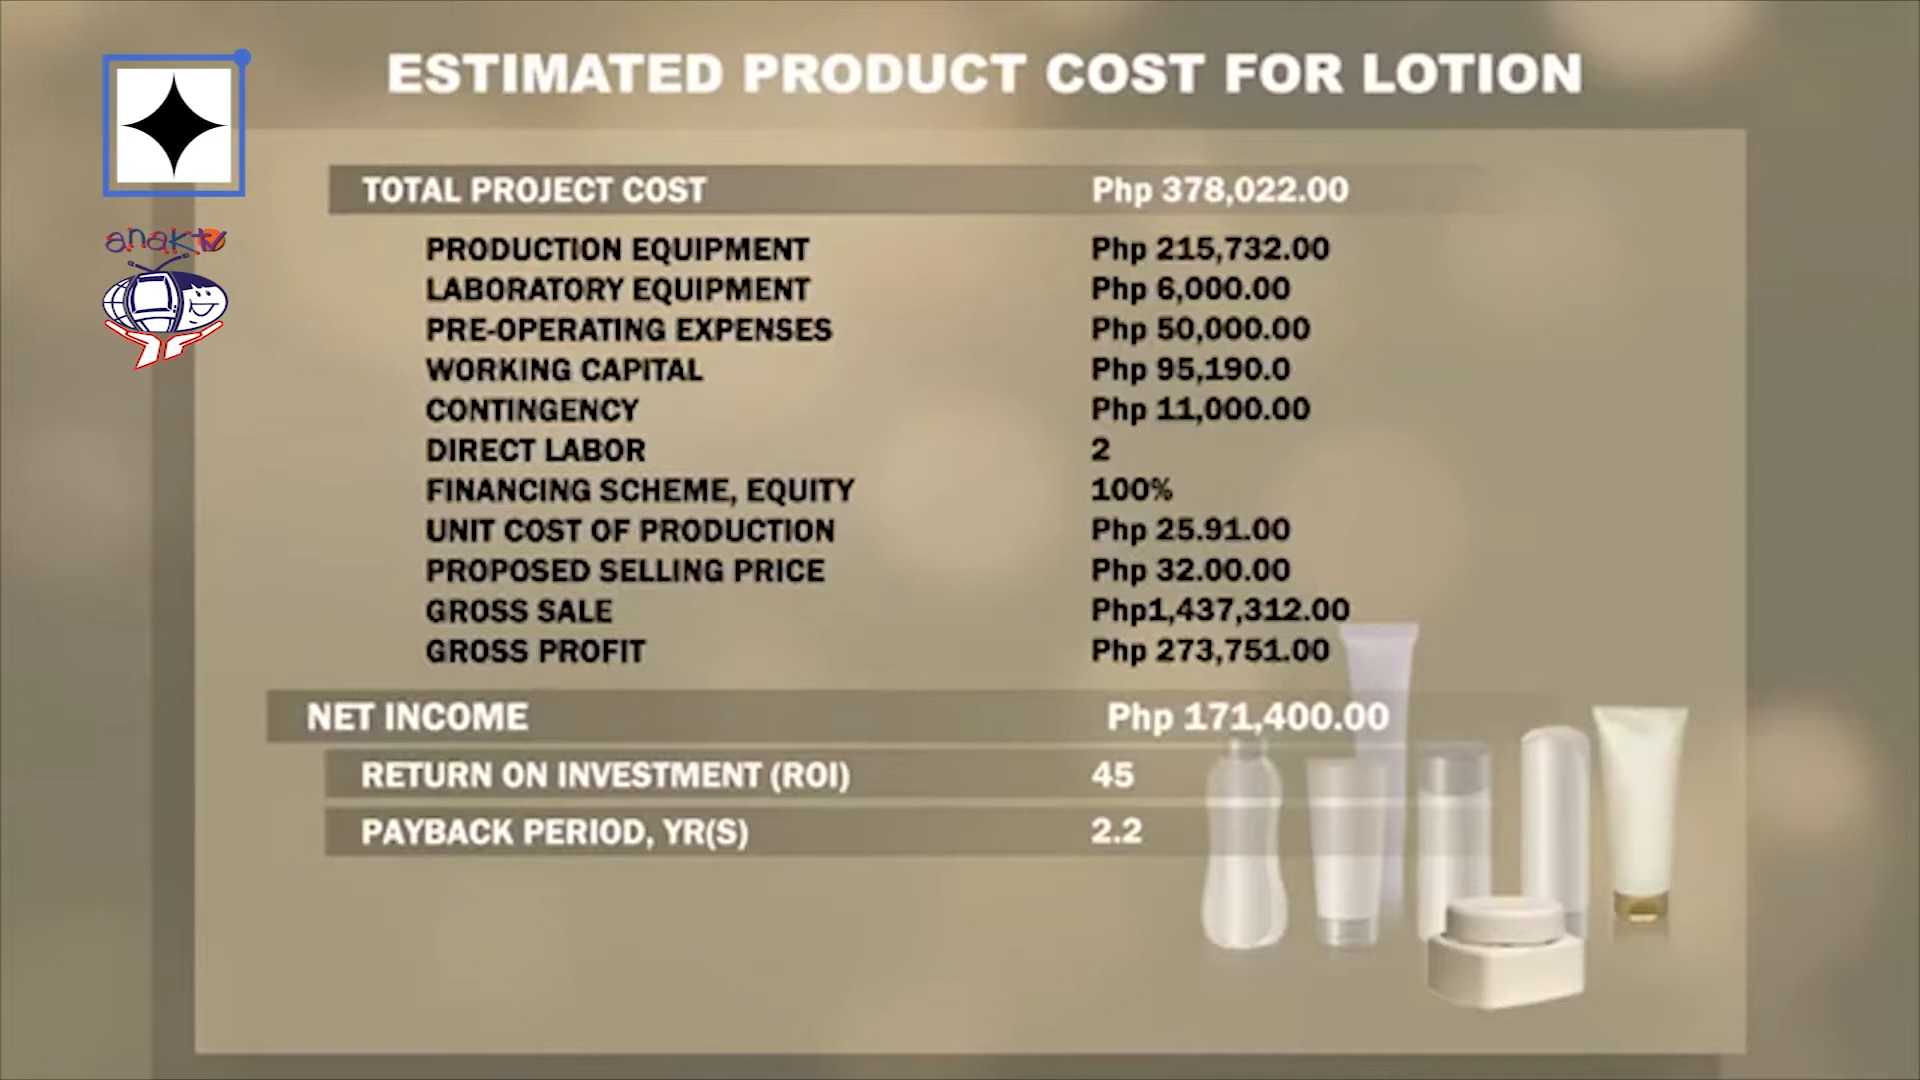 ESTIMATED PRODUCT COST FOR LOTION
anaktv
TOTAL PROJECT COST Php 378,022.00
PRODUCTION EQUIPMENT Php 215,732.00
LABORATORY EQUIPMENT Php 6,000.00
PRE-OPERATING EXPENSES Php 50,000.00
WORKING CAPITAL Php 95,190.0
CONTINGENCY Php 11,000.00
DIRECT LABOR 2
FINANCING SCHEME, EQUITY 100%
UNIT COST OF PRODUCTION Php 25.91.00
PROPOSED SELLING PRICE Php 32.00.00
GROSS SALE Php1,437,312.00
GROSS PROFIT Php 273,751.00
NET INCOME Php 171,400.00
RETURN ON INVESTMENT (ROI) 45
PAYBACK PERIOD, YR(S) 2.2